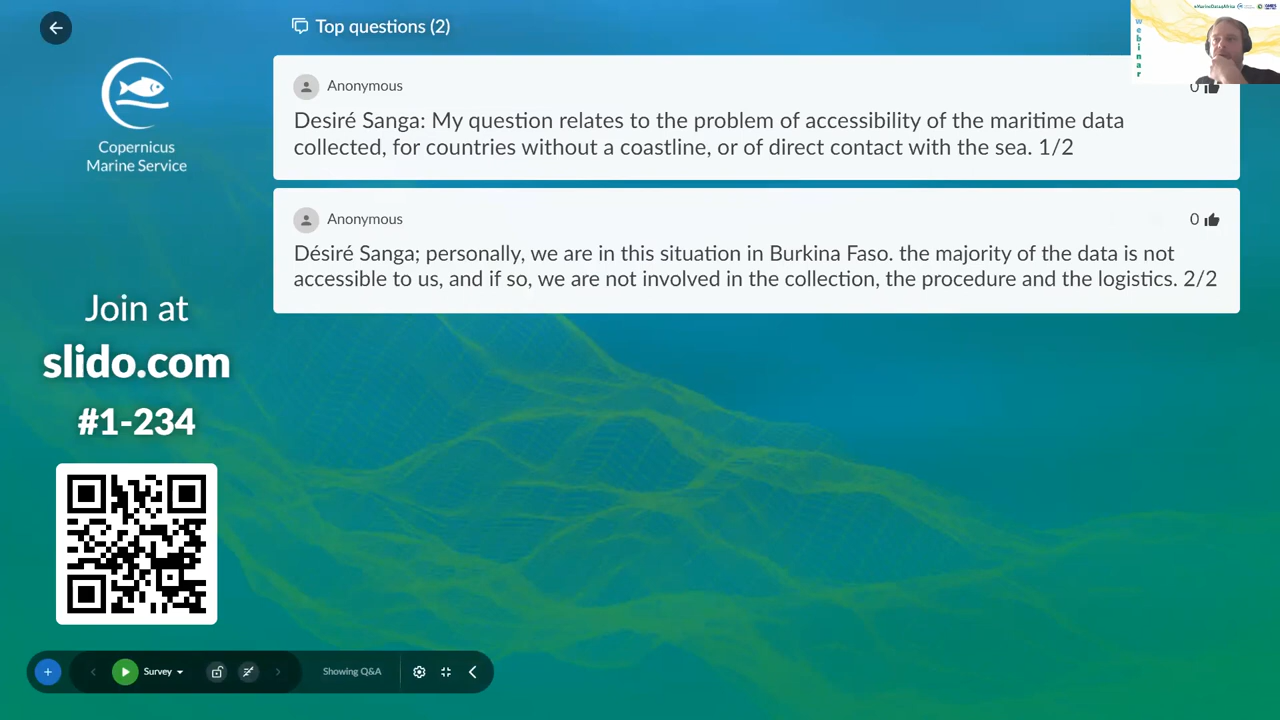 Top questions (2)
Copernicus
Marine Service
Anonymous
0
Desiré Sanga: My question relates to the problem of accessibility of the maritime data
collected, for countries without a coastline, or of direct contact with the sea. 1/2
Anonymous
0
Désiré Sanga; personally, we are in this situation in Burkina Faso. the majority of the data is not
accessible to us, and if so, we are not involved in the collection, the procedure and the logistics. 2/2
Join at
slido.com
#1-234
Survey
Showing Q&A
webinar